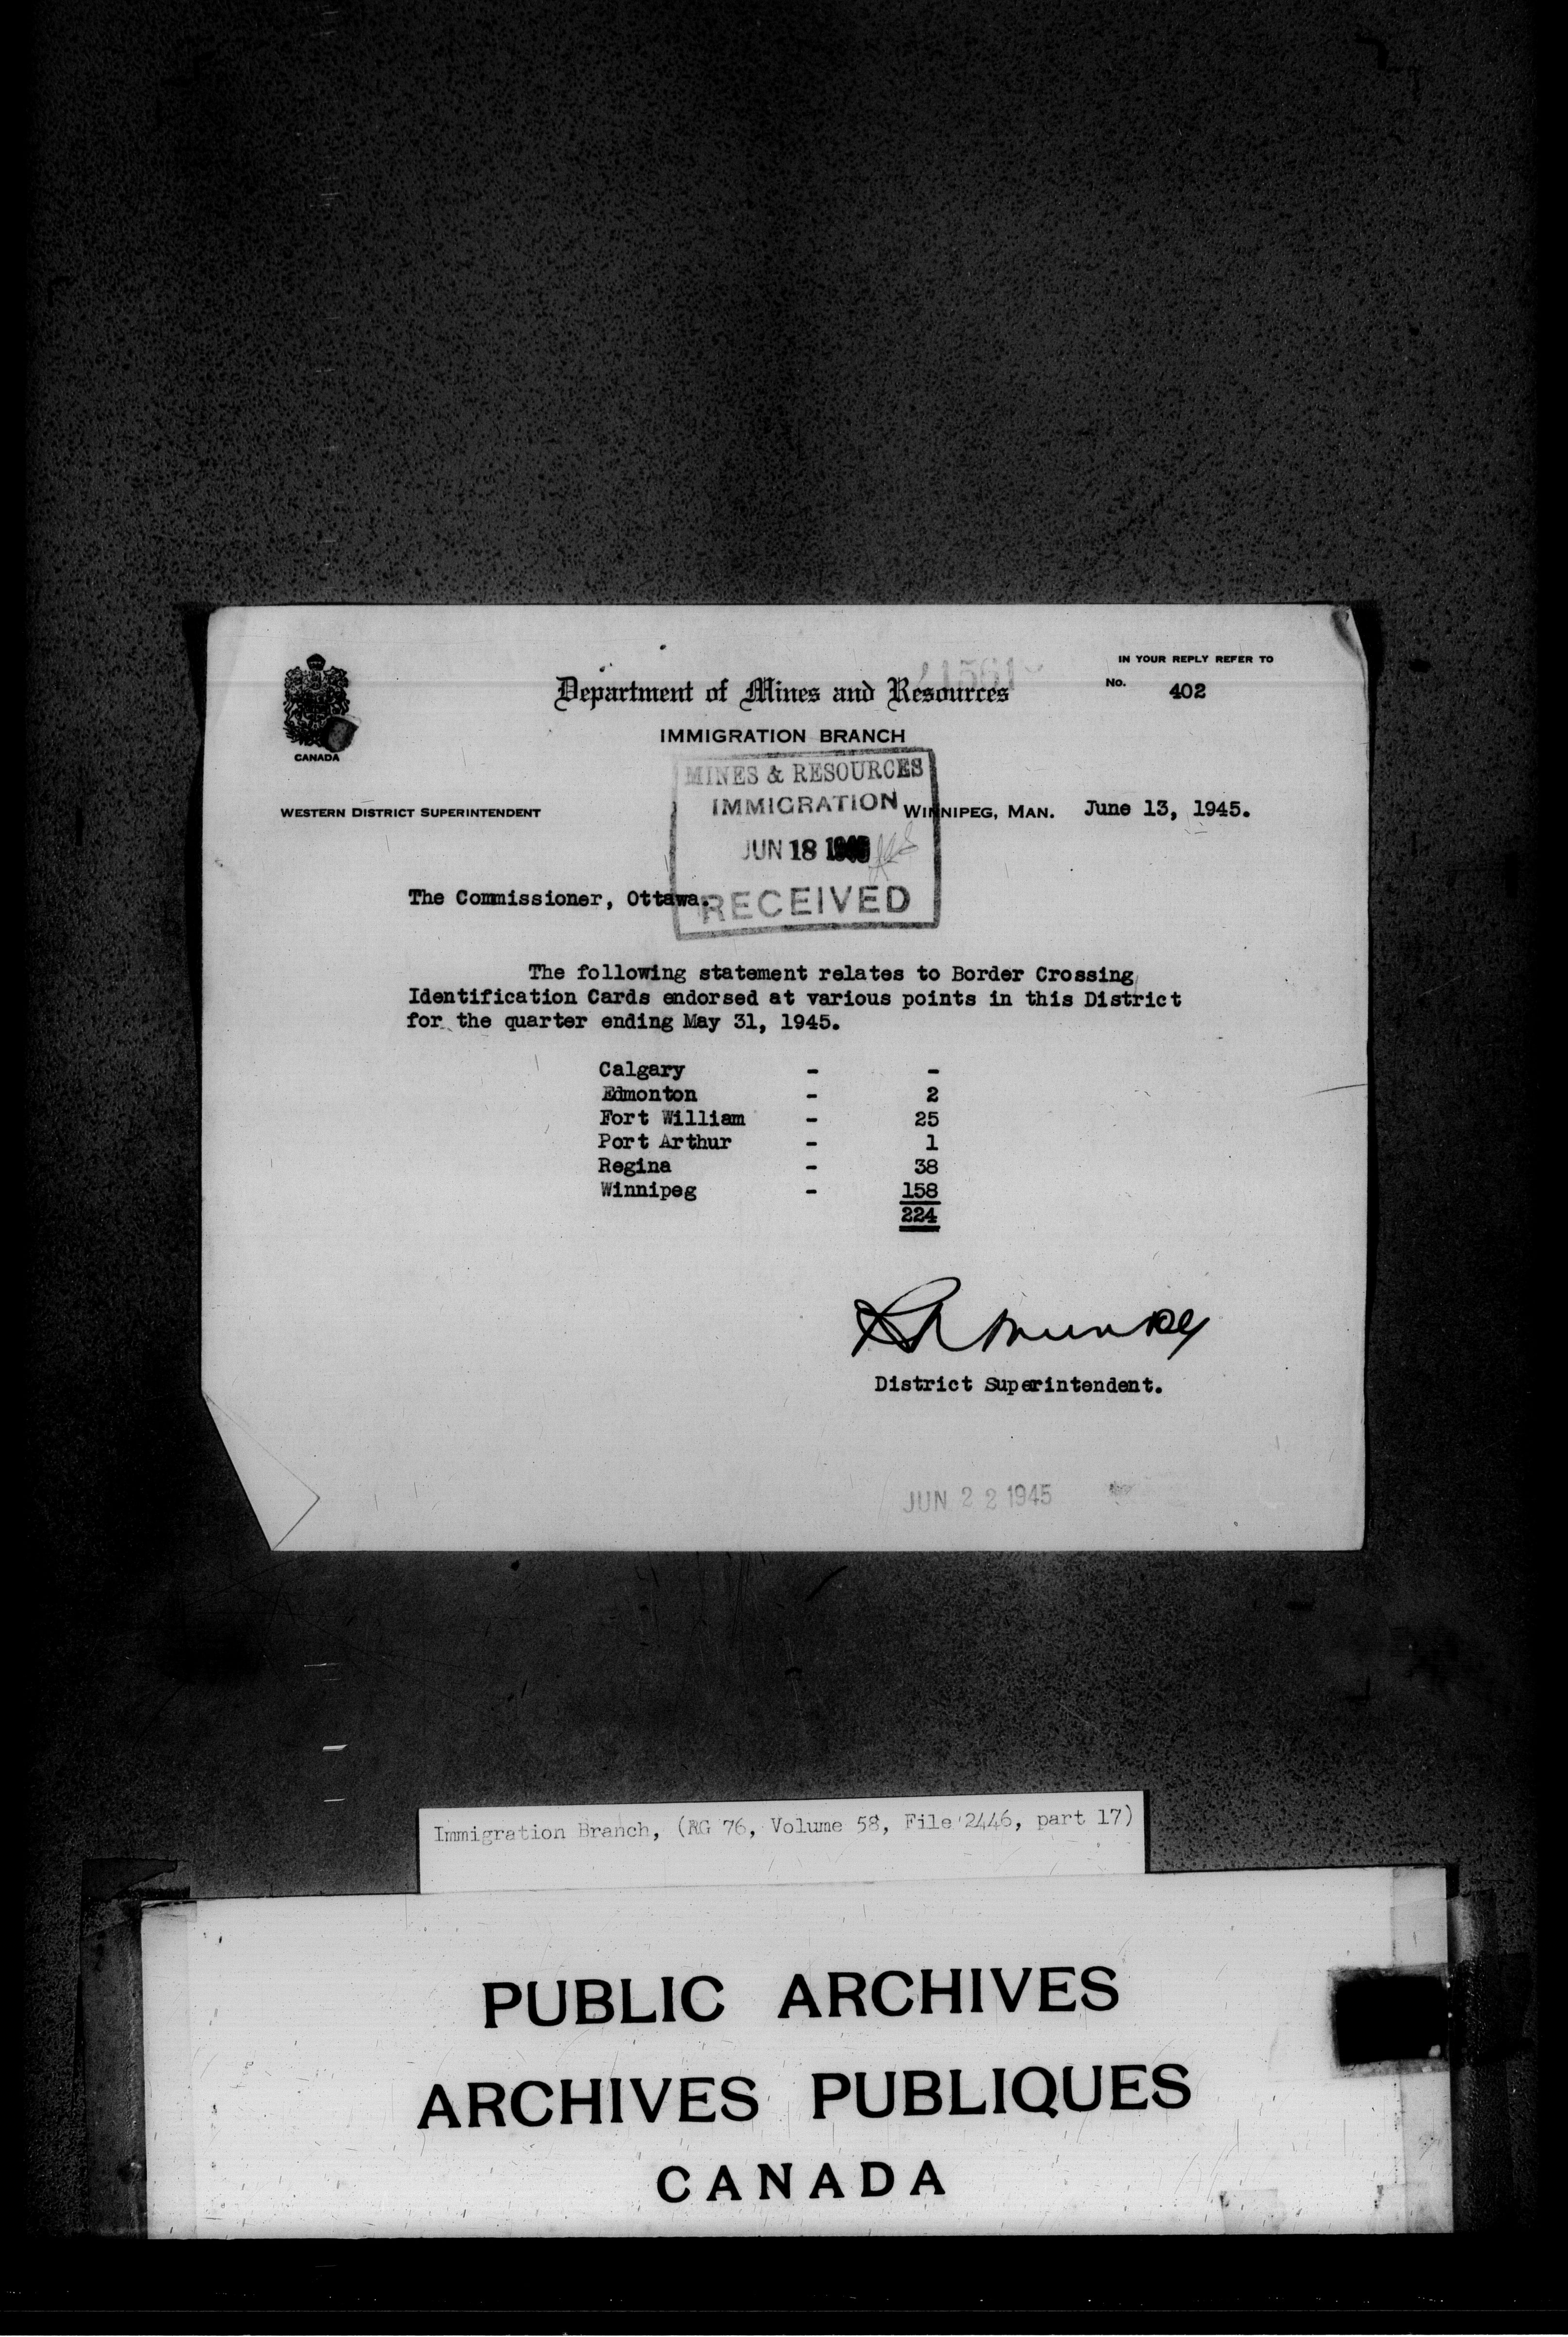 21561
IN YOUR REPLY REFER TO
Department of Mines and Resources
No. 402
IMMIGRATION BRANCH
CANADA
MINES & RESOURCES
IMMIGRATION
WESTERN DISTRICT SUPERINTENDENT
WINNIPEG, MAN. June 13, 1945.
JUN 18 1945
The Commissioner, Ottawa.
RECEIVED
The following statement relates to Border Crossing
Identification Cards endorsed at various points in this District
for the quarter ending May 31, 1945.
Calgary - -
Edmonton - 2
Fort William - 25
Port Arthur - 1
Regina - 38
Winnipeg - 158
224
District Superintendent.
JUN 22 1945
Immigration Branch, (RG 76, Volume 58, File 2446, part 17)
PUBLIC ARCHIVES
ARCHIVES PUBLIQUES
CANADA